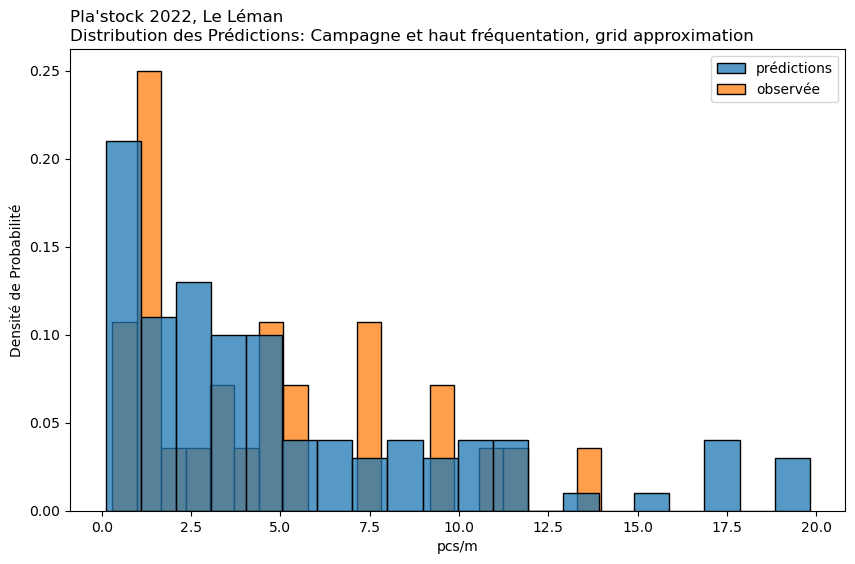 Pla'stock 2022, Le Léman
Distribution des Prédictions: Campagne et haut fréquentation, grid approximation
prédictions
observée
0.25
0.20
0.15
0.10
0.05
0.00
Densité de Probabilité
0.0 2.5 5.0 7.5 10.0 12.5 15.0 17.5 20.0
pcs/m